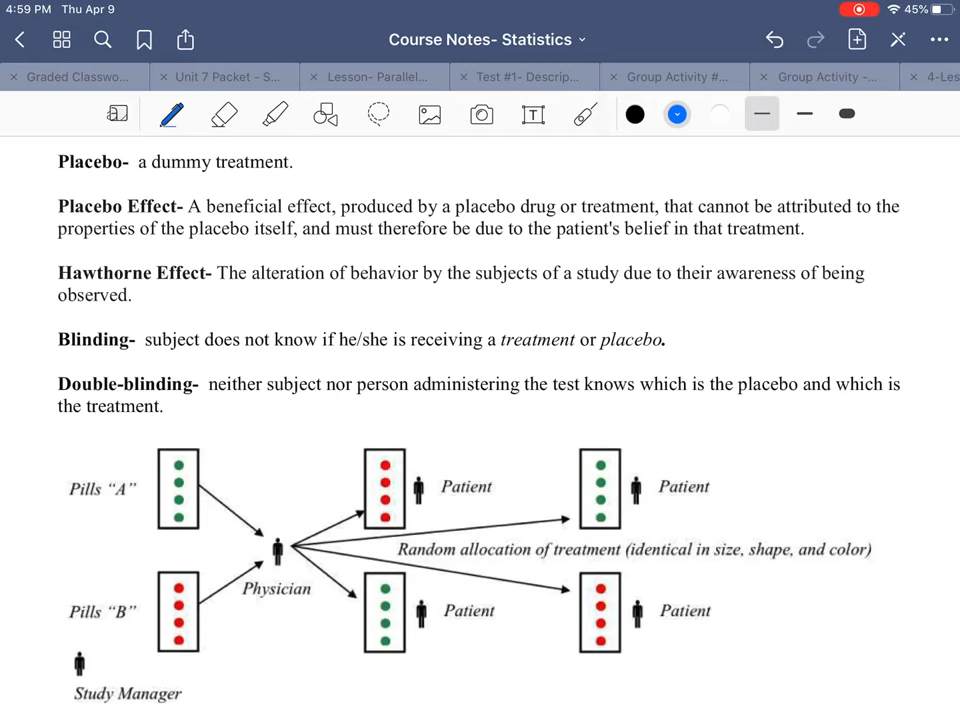 4:59 PM Thu Apr 9
45%
Course Notes- Statistics
Graded Classwo...
Unit 7 Packet - S...
Lesson- Parallel...
Test #1- Descrip...
Group Activity #...
Group Activity -...
4-Les
T
Placebo- a dummy treatment.
Placebo Effect- A beneficial effect, produced by a placebo drug or treatment, that cannot be attributed to the
properties of the placebo itself, and must therefore be due to the patient's belief in that treatment.
Hawthorne Effect- The alteration of behavior by the subjects of a study due to their awareness of being
observed.
Blinding- subject does not know if he/she is receiving a treatment or placebo.
Double-blinding- neither subject nor person administering the test knows which is the placebo and which is
the treatment.
Pills “A”
Patient
Patient
Random allocation of treatment (identical in size, shape, and color)
Physician
Pills “B”
Patient
Patient
Study Manager